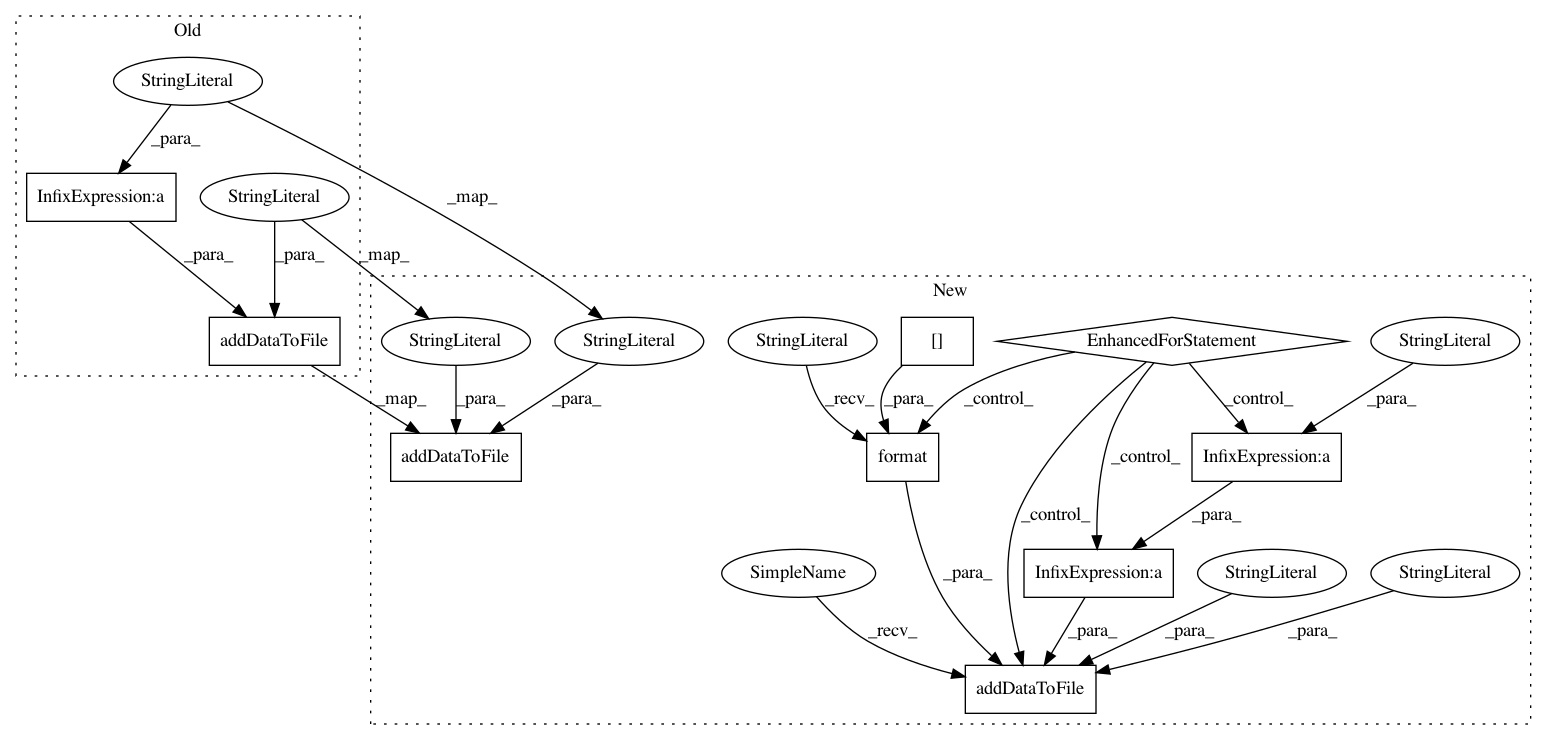 Old
StringLiteral
_para_
InfixExpression:a
StringLiteral
_map_
_para_
_para_
_map_
addDataToFile
New
StringLiteral
StringLiteral
StringLiteral
[]
EnhancedForStatement
StringLiteral
_map_
_para_
_para_
_recv_
_para_
_control_
_control_
_para_
addDataToFile
format
_control_
InfixExpression:a
_control_
_para_
SimpleName
_para_
InfixExpression:a
StringLiteral
StringLiteral
_recv_
_para_
_para_
_para_
addDataToFile